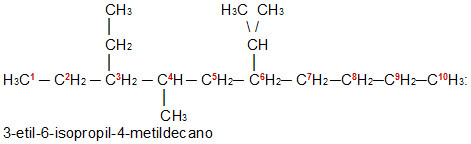 CH₃ H₃C CH₃
\ /
CH₂ CH
H₃C¹ — C²H₂ — C³H₂ — C⁴H — C⁵H₂ — C⁶H₂ — C⁷H₂ — C⁸H₂ — C⁹H₂ — C¹⁰H₃:
CH₃
3-etil-6-isopropil-4-metildecano